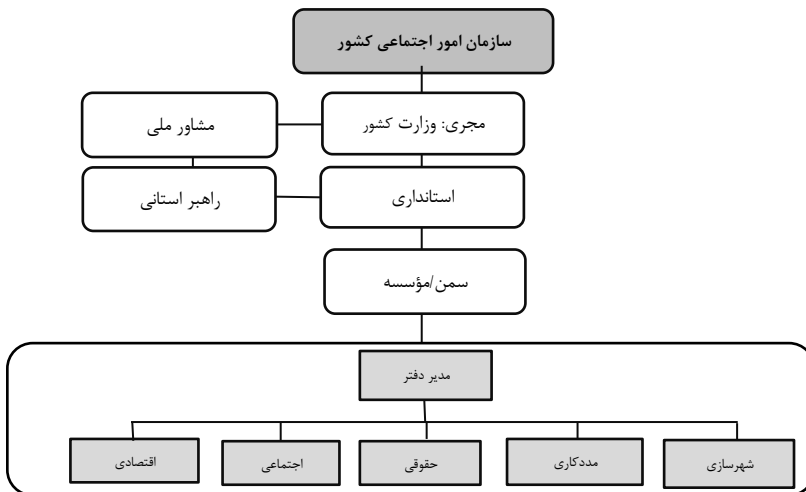 سازمان امور اجتماعی کشور
مجری: وزارت کشور
مشاور ملی
استانداری
راهبر استانی
سمن/مؤسسه
مدیر دفتر
شهرسازی
مددکاری
حقوقی
اجتماعی
اقتصادی